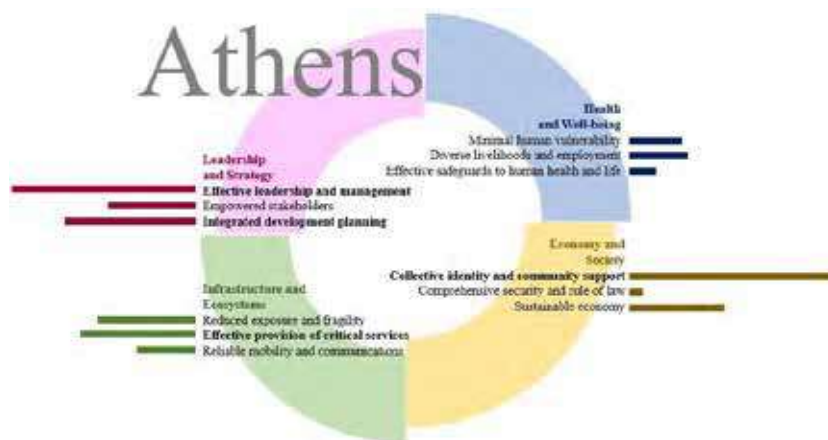 Athens
Health
and Well-being
Minimal human vulnerability
Diverse livelihoods and employment
Effective safeguards to human health and life
Leadership
and Strategy
Effective leadership and management
Empowered stakeholders
Integrated development planning
Economy and
Society
Collective identity and community support
Comprehensive security and rule of law
Sustainable economy
Infrastructure and
Ecosystems
Reduced exposure and fragility
Effective provision of critical services
Reliable mobility and communications